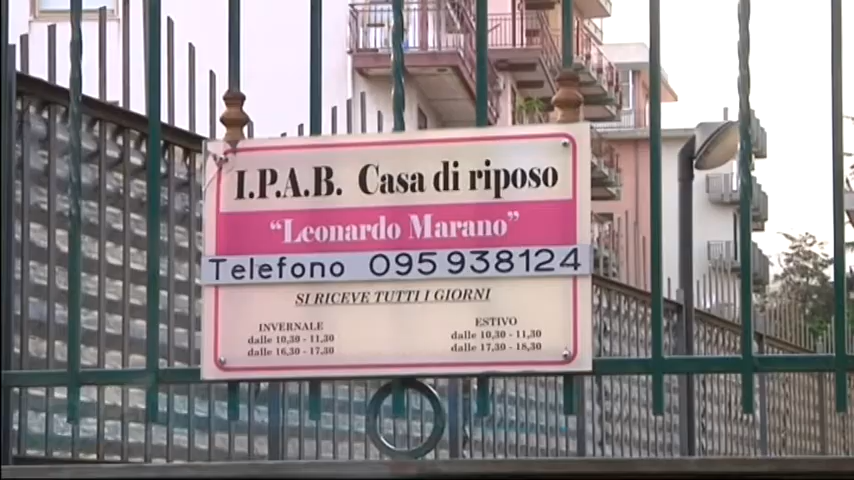 I.P.A.B. Casa di riposo
“Leonardo Marano”
Telefono 095938124
SI RICEVE TUTTI I GIORNI
INVERNALE
dalle 10,30 - 11,30
dalle 16,30 - 17,30
ESTIVO
dalle 10,30 - 11,30
dalle 17,30 - 18,30